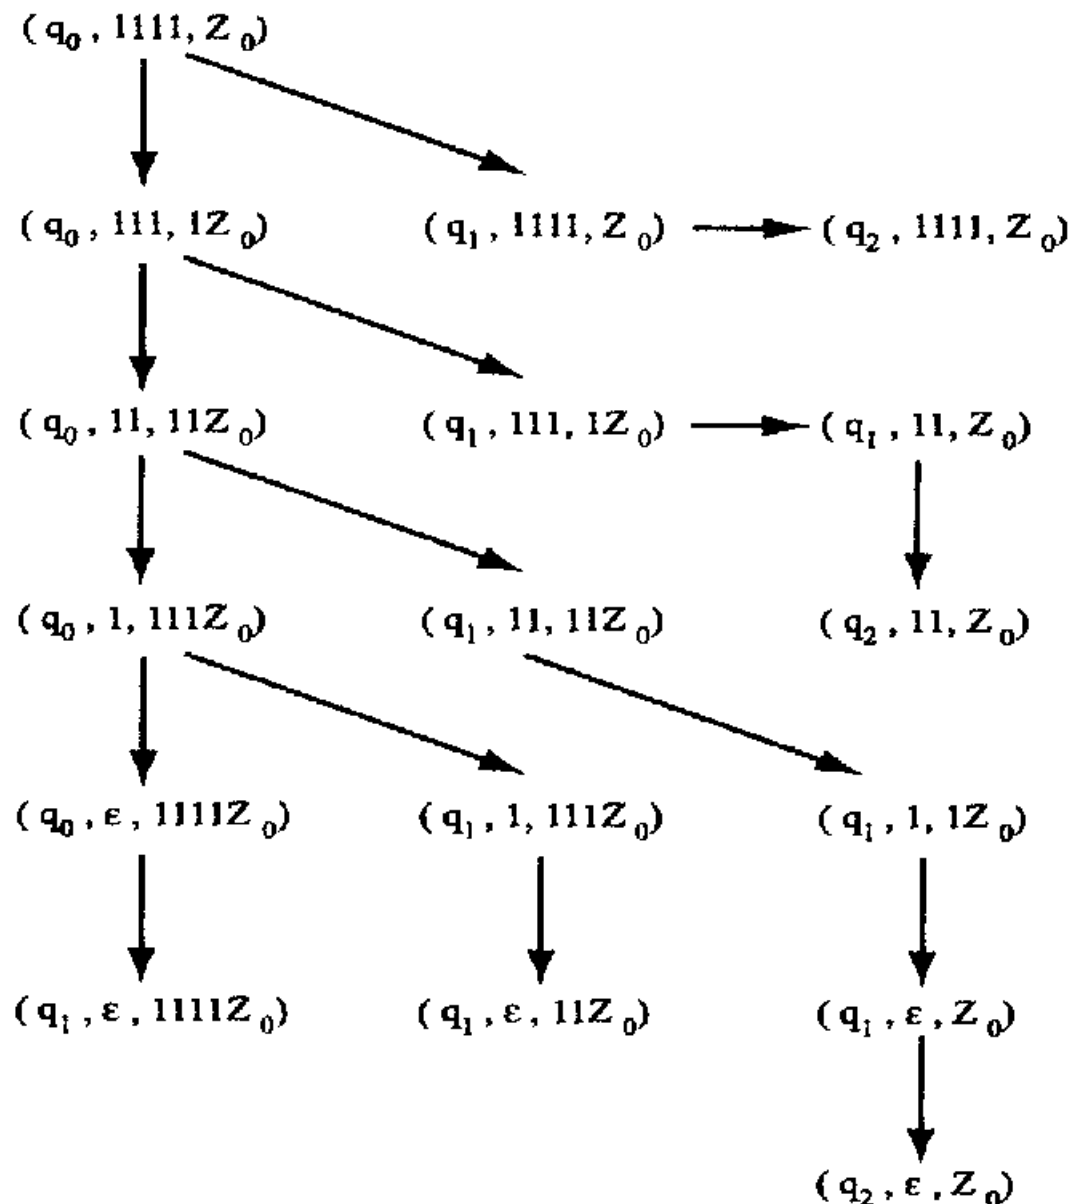 (q₀, 1111, Z₀)
(q₀, 111, 1Z₀) (q₁, 1111, Z₀) (q₂, 1111, Z₀)
(q₀, 11, 11Z₀) (q₁, 111, 1Z₀) (q₁, 11, Z₀)
(q₀, 1, 111Z₀) (q₁, 11, 11Z₀) (q₂, 11, Z₀)
(q₀, ε, 1111Z₀) (q₁, 1, 111Z₀) (q₁, 1, 1Z₀)
(q₁, ε, 1111Z₀) (q₁, ε, 11Z₀) (q₁, ε, Z₀)
(q₂, ε, Z₀)